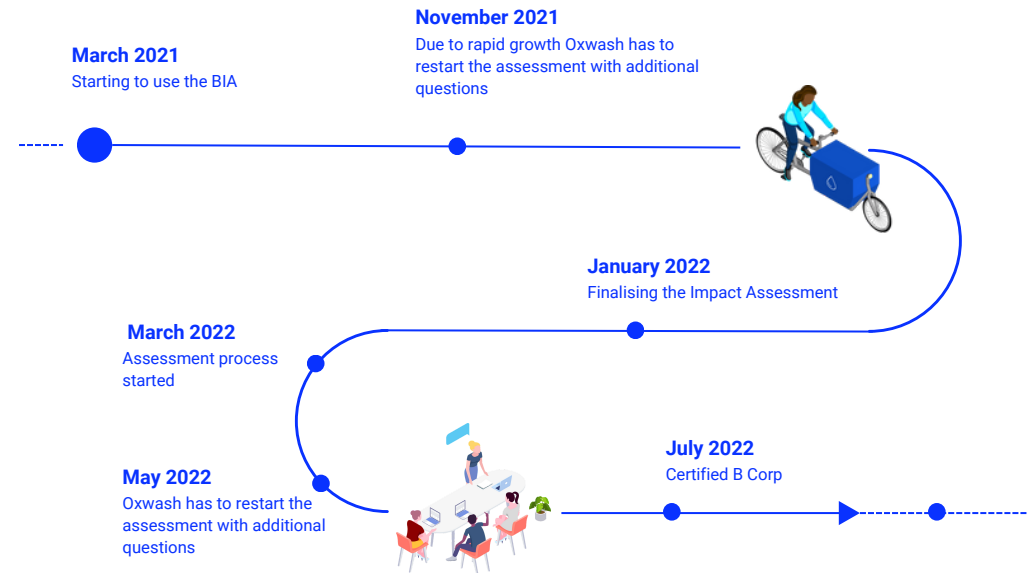 March 2021
Starting to use the BIA
November 2021
Due to rapid growth Oxwash has to
restart the assessment with additional
questions
January 2022
Finalising the Impact Assessment
March 2022
Assessment process
started
May 2022
Oxwash has to restart the
assessment with additional
questions
July 2022
Certified B Corp